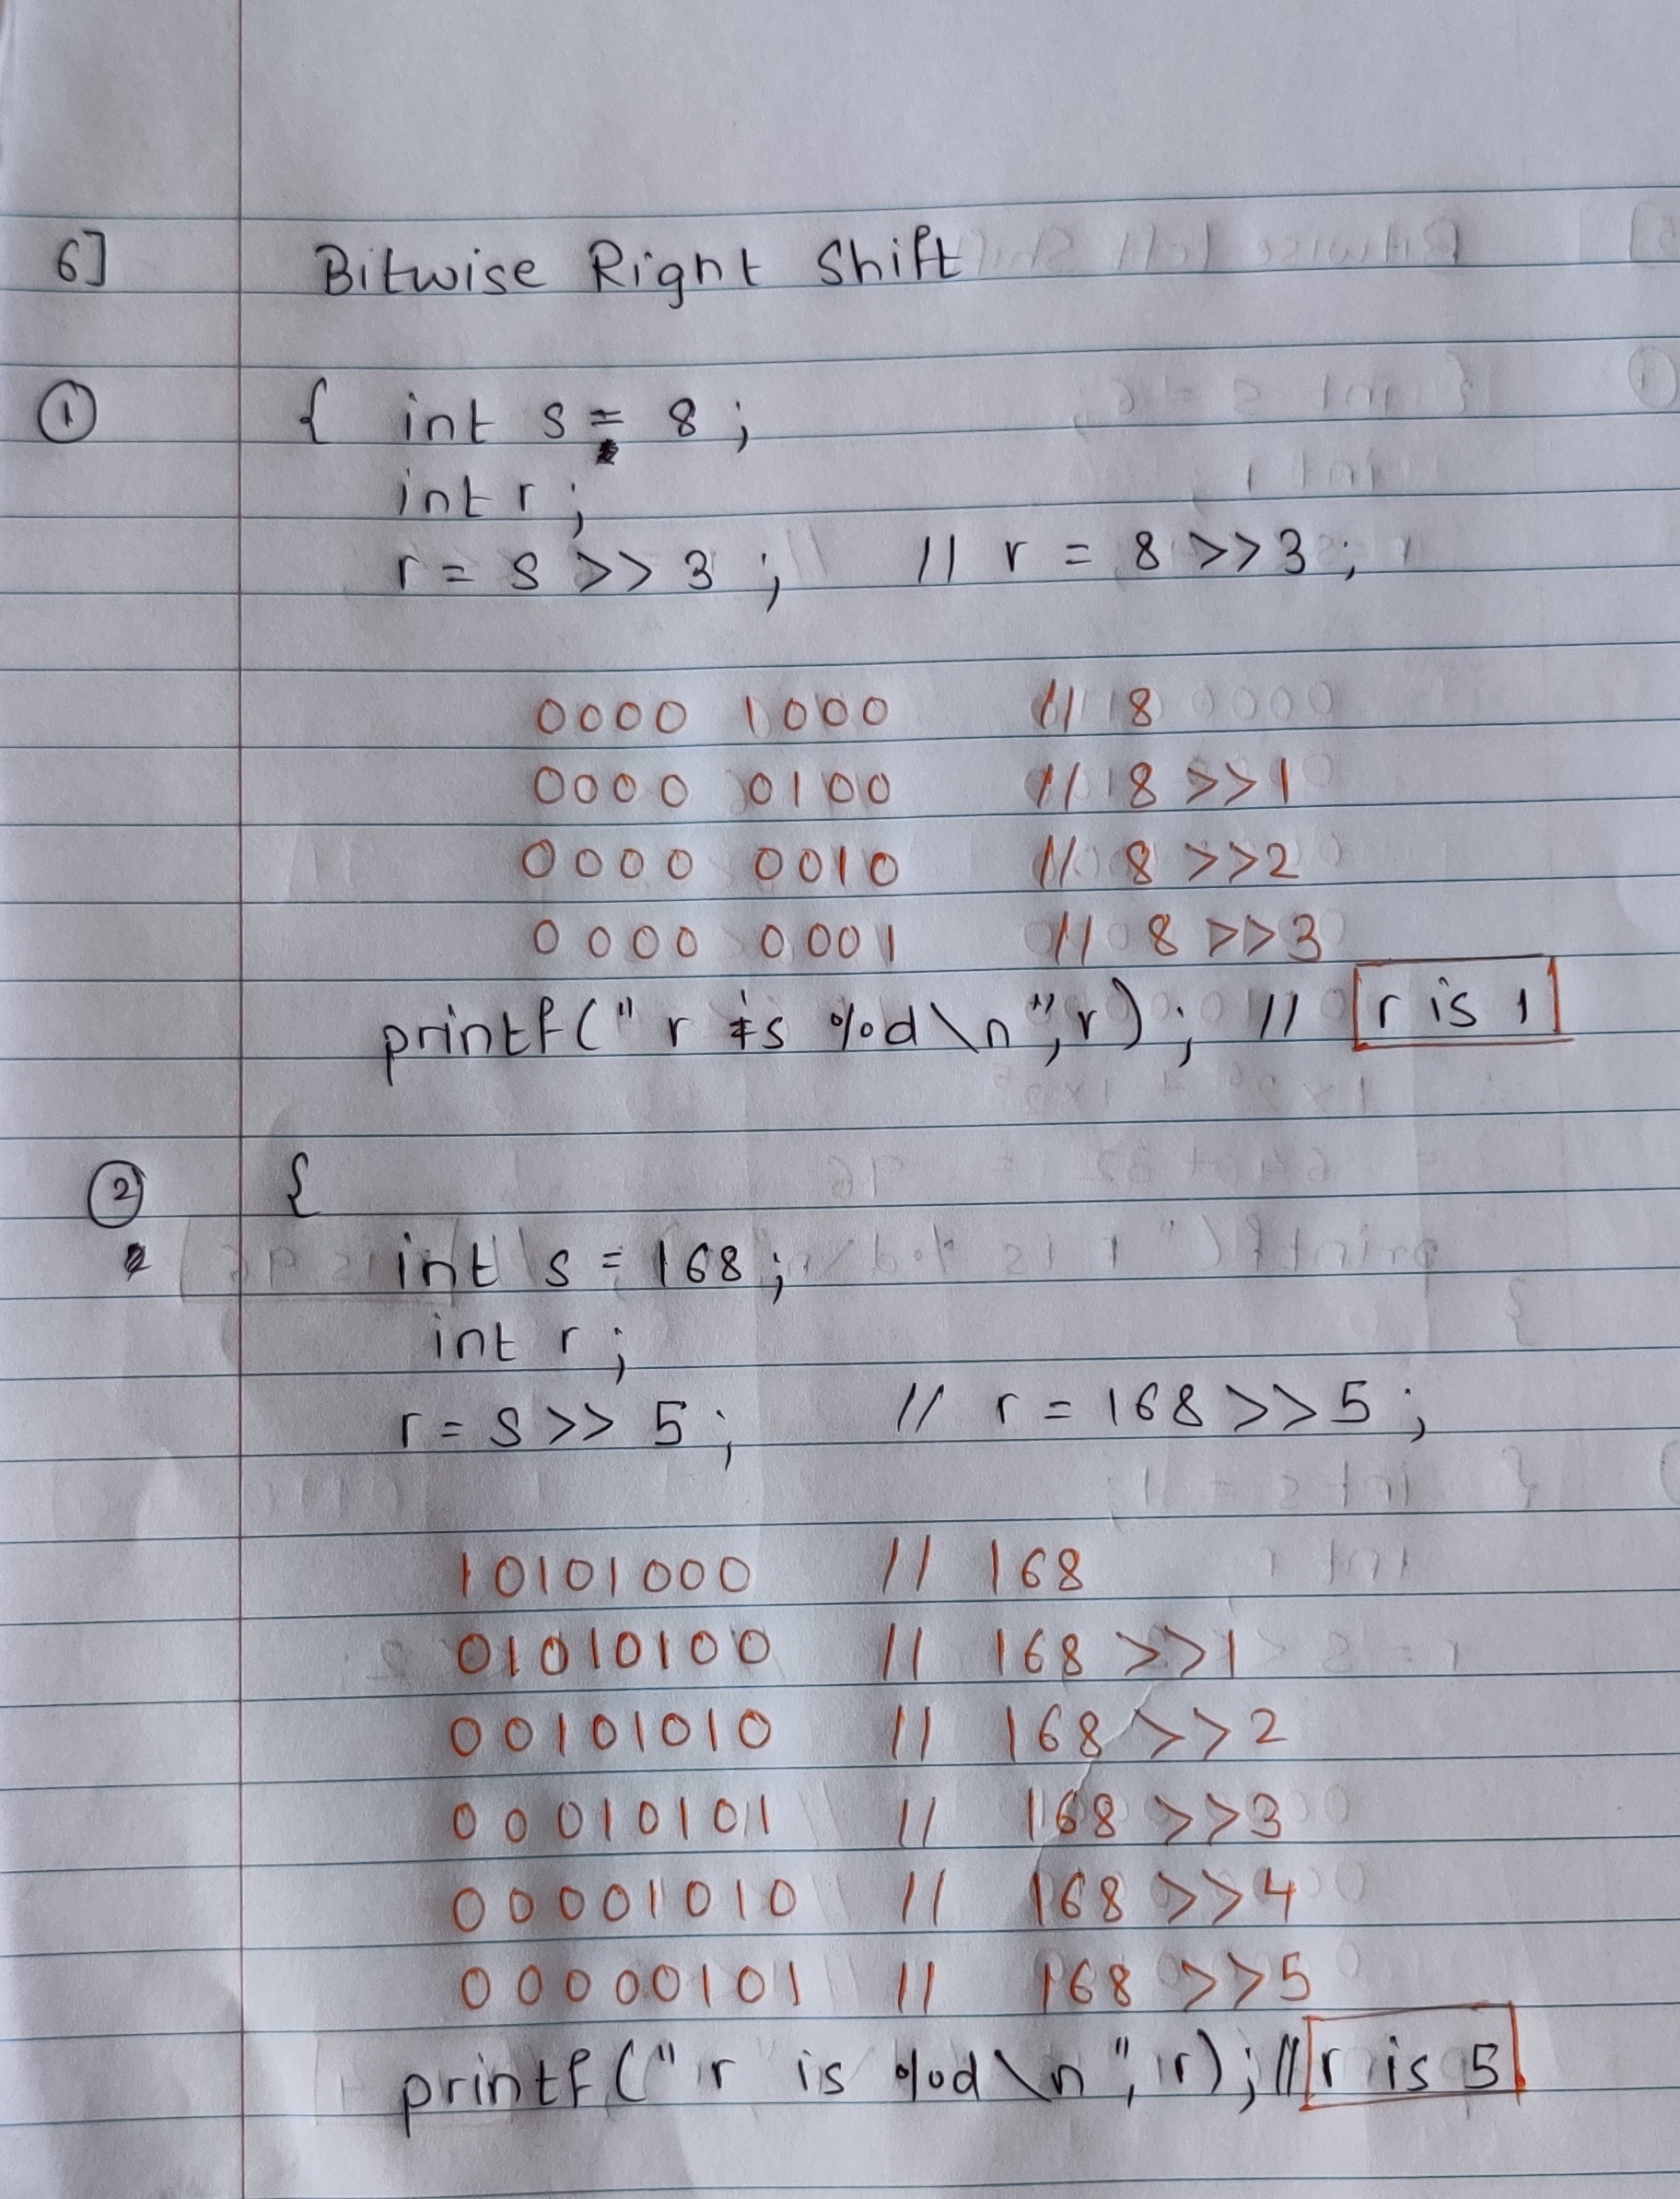 6] Bitwise Right Shift
① { int s = 8 ;
int r ;
r = s >> 3 ; // r = 8 >> 3 ;
0000 1000 // 8
0000 0100 // 8 >>1
0000 0010 // 8 >>2
0000 0001 // 8 >>3
printf(" r is %d\n",r) ; // r is 1
② {
int s = 168 ;
int r ;
r = s >> 5 ; // r = 168 >> 5 ;
10101000 // 168
01010100 // 168 >>1
00101010 // 168 >>2
00010101 // 168 >>3
00001010 // 168 >>4
00000101 // 168 >>5
printf (" r is %d \n ", r) ; // r is 5